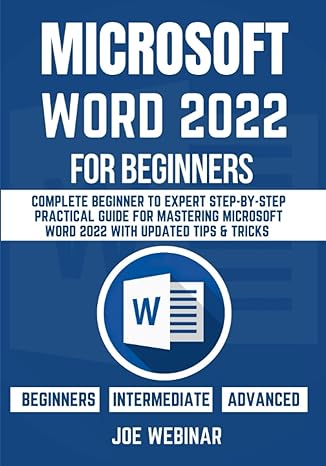 MICROSOFT
WORD 2022
FOR BEGINNERS
COMPLETE BEGINNER TO EXPERT STEP-BY-STEP
PRACTICAL GUIDE FOR MASTERING MICROSOFT
WORD 2022 WITH UPDATED TIPS & TRICKS
W
BEGINNERS INTERMEDIATE ADVANCED
JOE WEBINAR